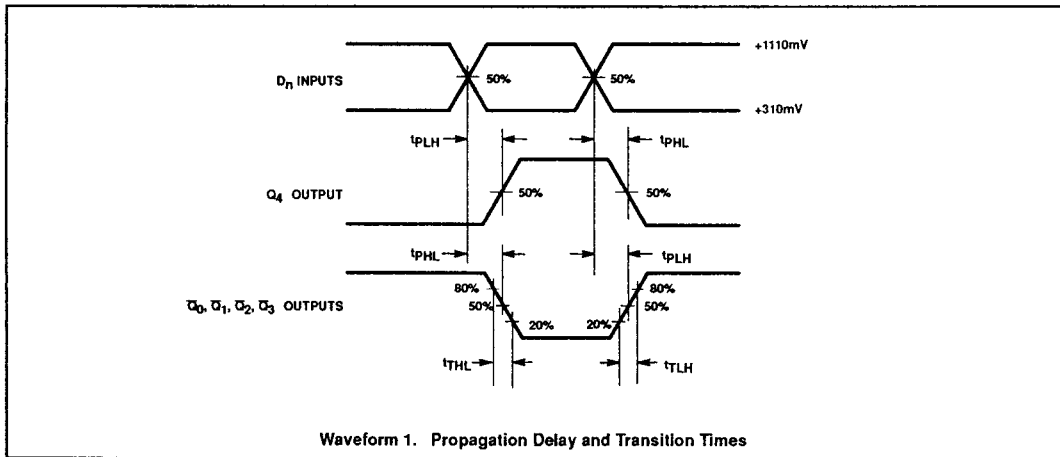 +1110mV
Dn INPUTS
50%
50%
+310mV
tPLH
tPHL
Q4 OUTPUT
50%
50%
tPHL
tPLH
80%
80%
Q̅0, Q̅1, Q̅2, Q̅3 OUTPUTS
50%
50%
20%
20%
tTHL
tTLH
Waveform 1. Propagation Delay and Transition Times